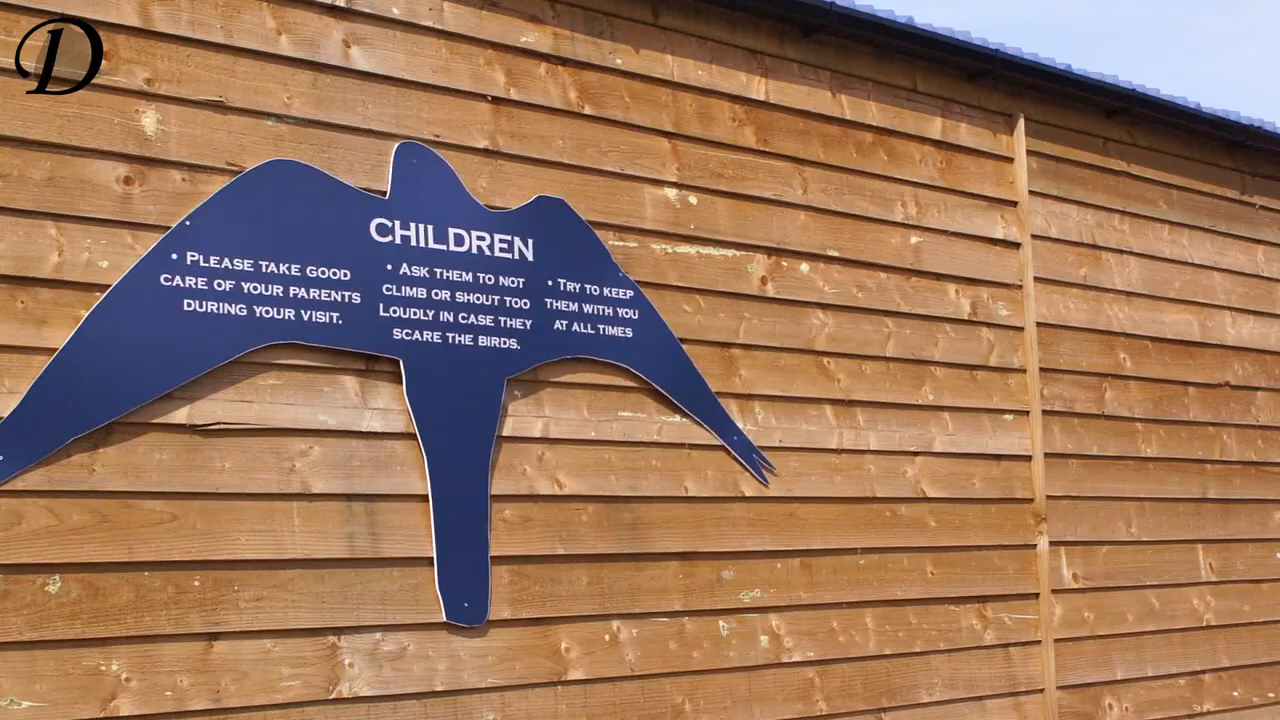 D
CHILDREN
• PLEASE TAKE GOOD
CARE OF YOUR PARENTS
DURING YOUR VISIT.
• ASK THEM TO NOT
CLIMB OR SHOUT TOO
LOUDLY IN CASE THEY
SCARE THE BIRDS.
• TRY TO KEEP
THEM WITH YOU
AT ALL TIMES